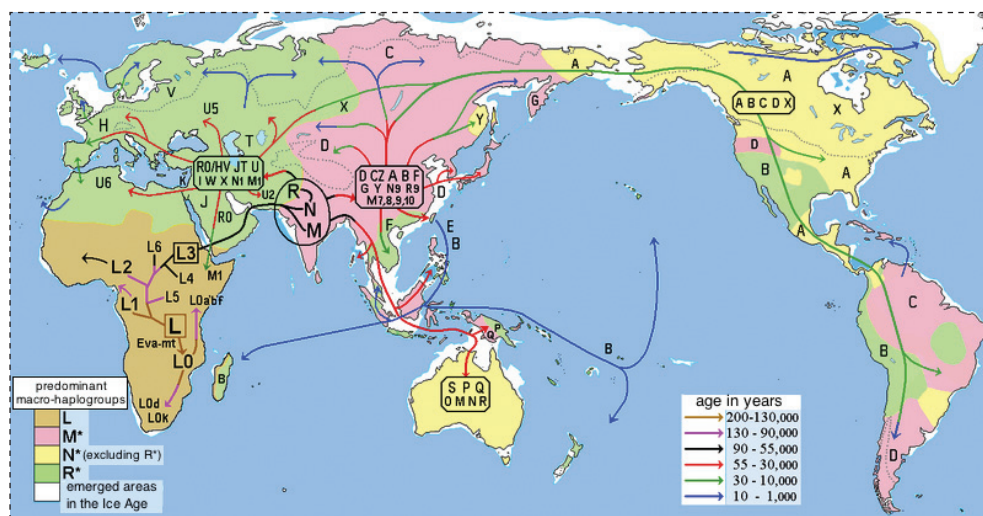 C
A
A
V
X
G
A B C D X
X
H
U5
Y
T
D
D
R0/HV JT U
I W X N1 M1
D CZ A B F
G Y N9 R9
M7,8,9,10
D
B
A
K
U6
U2
R
N
M
J
R0
F
E
B
A
L6
L3
L2
L4
M1
C
L5
L1
L0abf
L
Eva-mt
Q
P
B
B
L0
S P Q
O M N R
B
L0d
L0k
D
predominant
macro-haplogroups
L
M*
N* (excluding R*)
R*
emerged areas
in the Ice Age
age in years
200-130,000
130 - 90,000
90 - 55,000
55 - 30,000
30 - 10,000
10 - 1,000